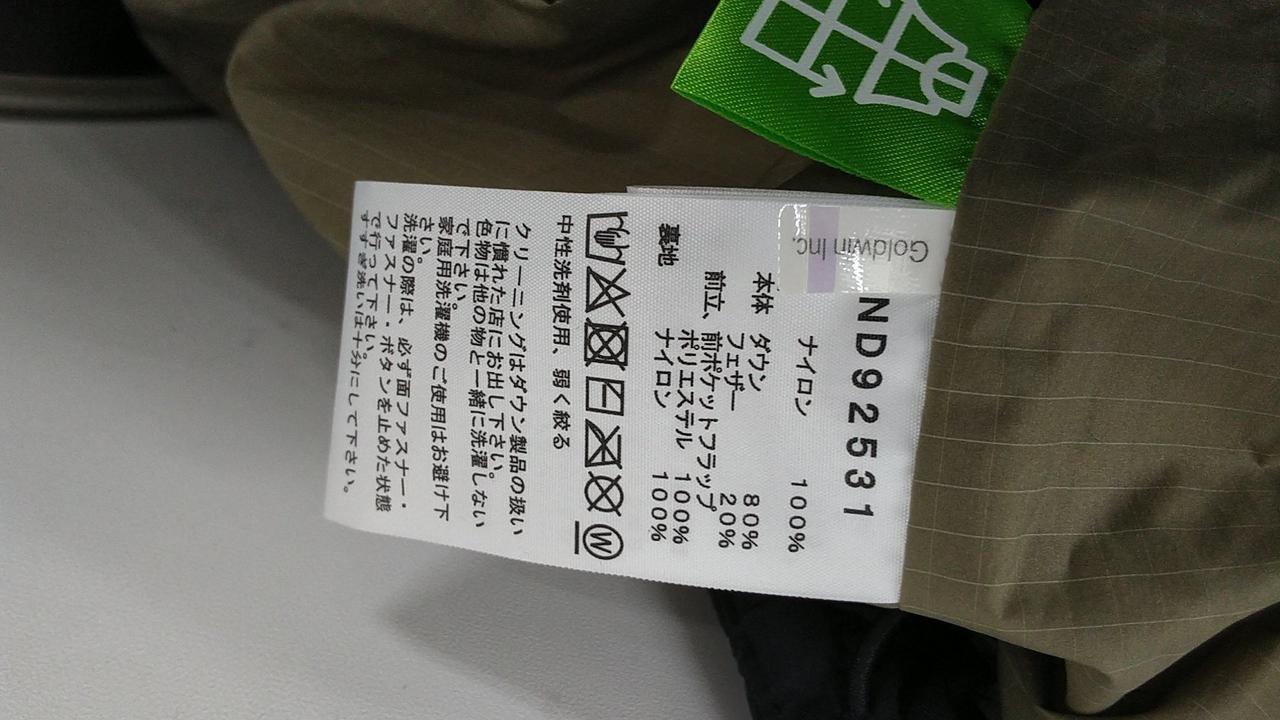 Goldwin Inc.
ND92531
ナイロン 100%
本体 ダウン 80%
フェザー 20%
前立、前ポケットフラップ
ポリエステル 100%
裏地 ナイロン 100%
W
中性洗剤使用、弱く絞る
クリーニングはダウン製品の扱い
に慣れた店にお出し下さい。
色物は他の物と一緒に洗濯しない
で下さい。
家庭用洗濯機のご使用はお避け下
さい。
洗濯の際は、必ず面ファスナー・
ファスナー・ボタンを止めた状態
で行って下さい。
すすぎ洗いは十分にして下さい。